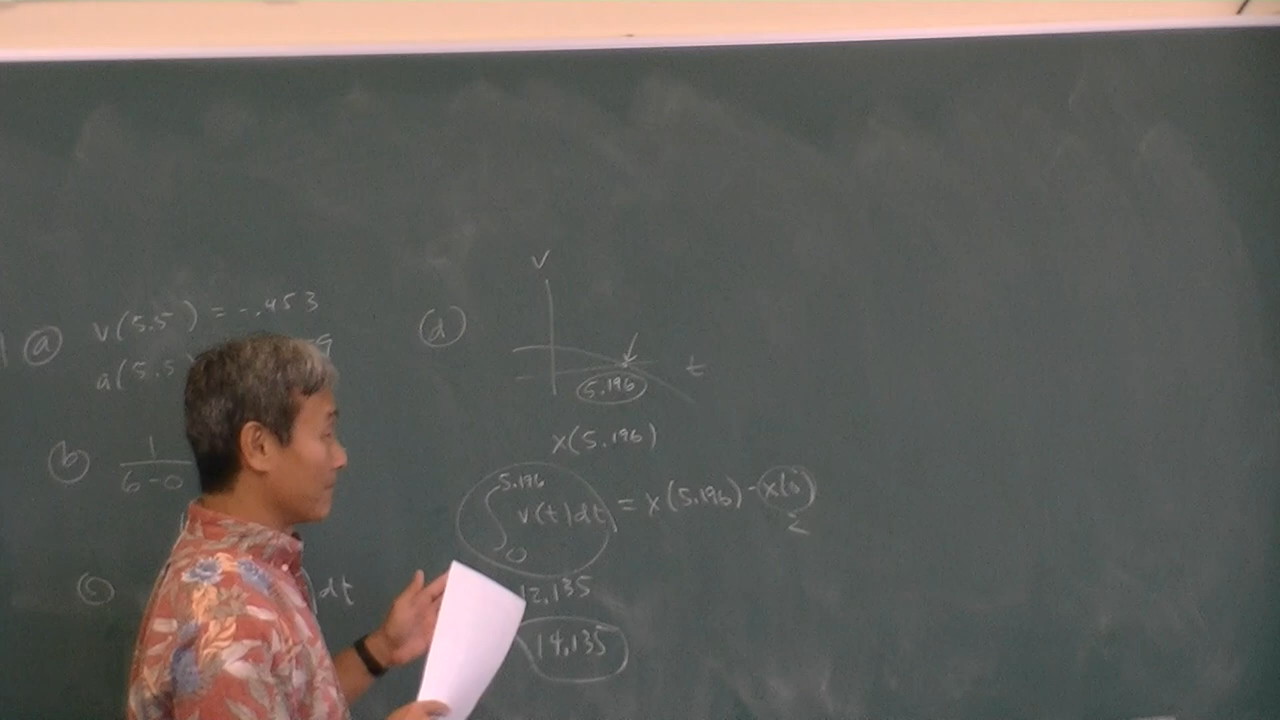 (a) v(5.5) = -.453
a(5.5
(b) 1
6-0
(c) dt
(d)
v
t
5.196
x(5.196)
∫₀^5.196 v(t)dt = x(5.196) - x(0)
2
12.135
14.135